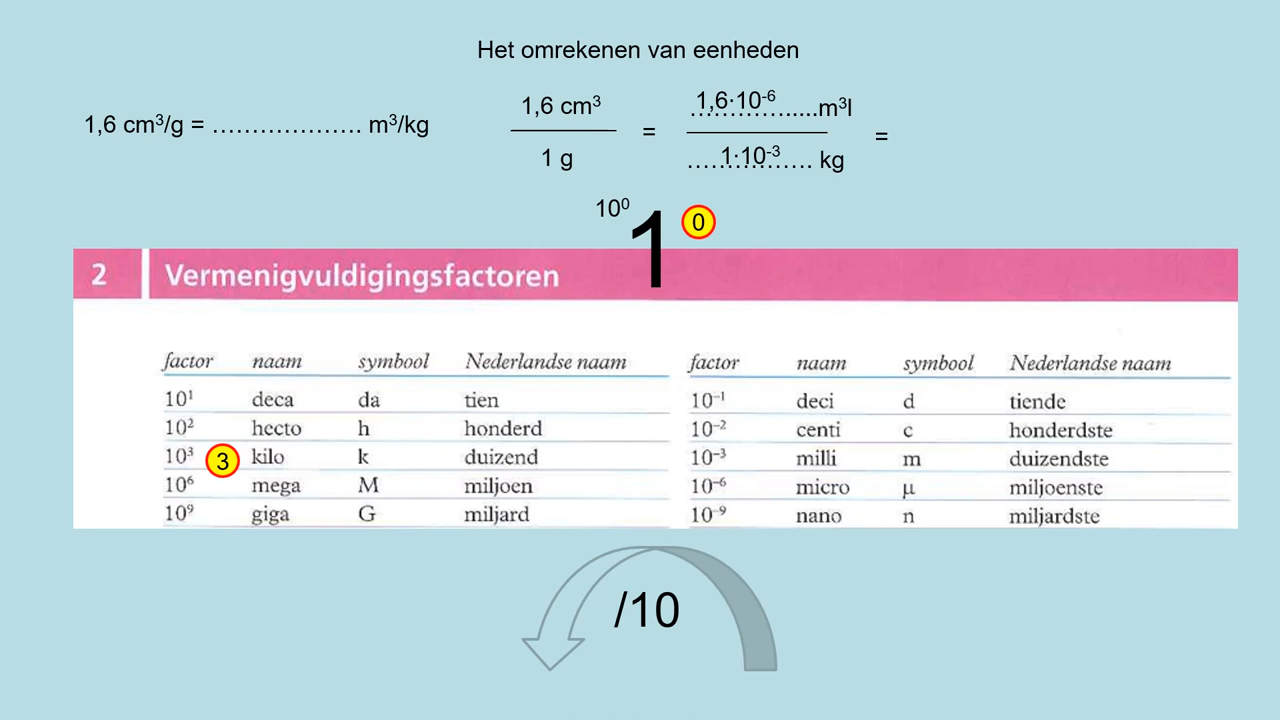 Het omrekenen van eenheden
1,6 cm³/g = ………………. m³/kg
1,6 cm³
1 g
=
1,6·10⁻⁶
…………….... m³l
1·10⁻³
……………. kg
=
10⁰
1
0
2 Vermenigvuldigingsfactoren
factor naam symbool Nederlandse naam factor naam symbool Nederlandse naam
10¹ deca da tien 10⁻¹ deci d tiende
10² hecto h honderd 10⁻² centi c honderdste
10³ 3 kilo k duizend 10⁻³ milli m duizendste
10⁶ mega M miljoen 10⁻⁶ micro μ miljoenste
10⁹ giga G miljard 10⁻⁹ nano n miljardste
/10